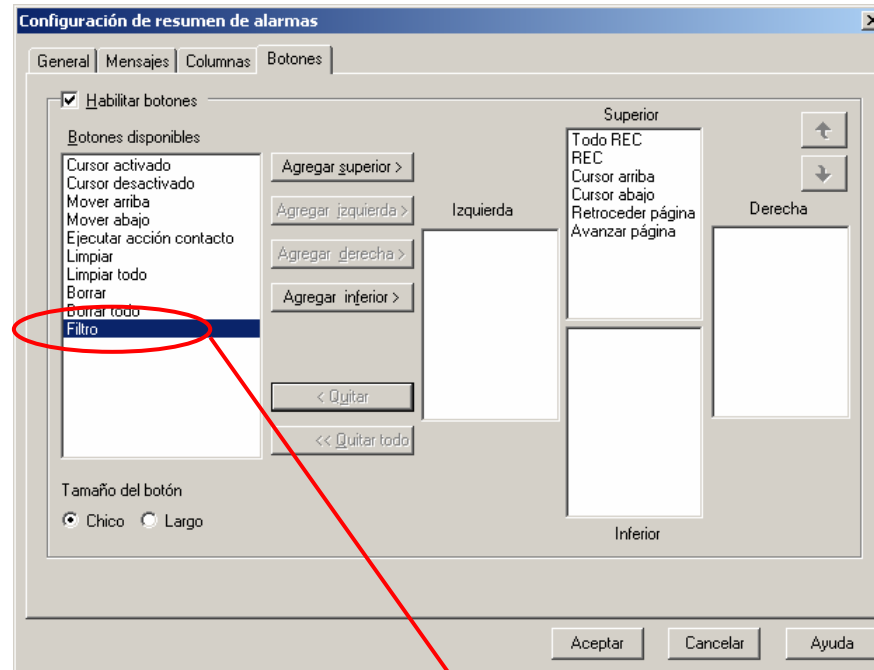 Configuración de resumen de alarmas
General
Mensajes
Columnas
Botones
Habilitar botones
Botones disponibles
Cursor activado
Cursor desactivado
Mover arriba
Mover abajo
Ejecutar acción contacto
Limpiar
Limpiar todo
Borrar
Borrar todo
Filtro
Agregar superior >
Agregar izquierda >
Agregar derecha >
Agregar inferior >
< Quitar
<< Quitar todo
Izquierda
Superior
Todo REC
REC
Cursor arriba
Cursor abajo
Retroceder página
Avanzar página
Inferior
Derecha
Tamaño del botón
Chico
Largo
Aceptar
Cancelar
Ayuda